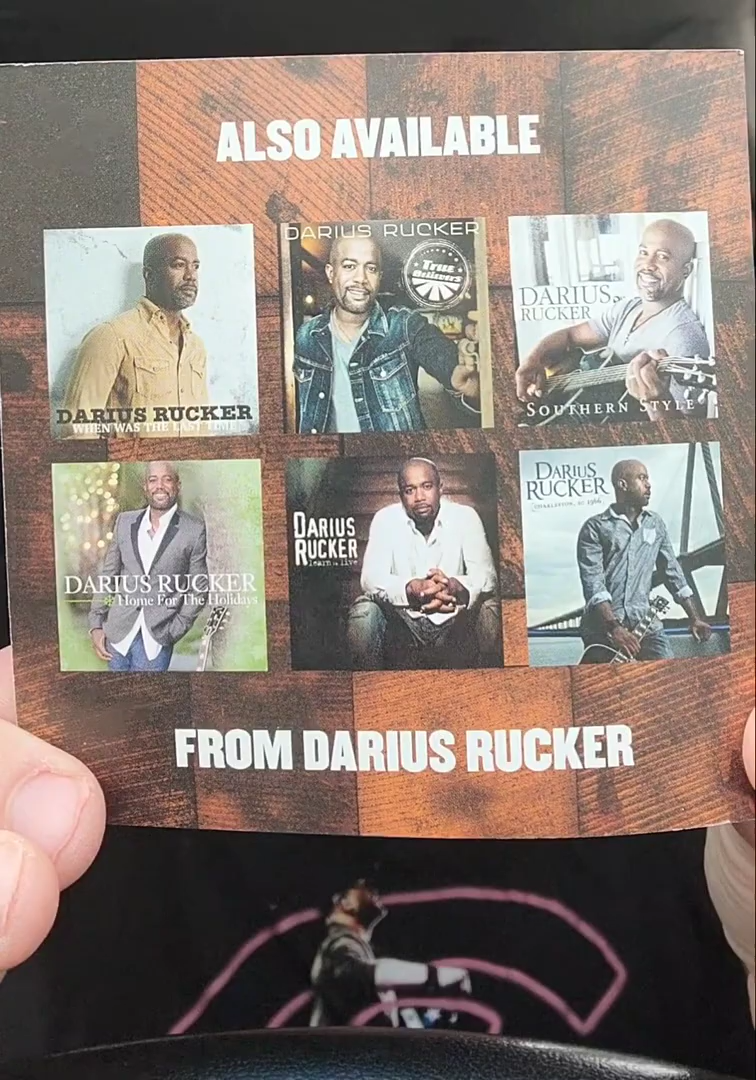 ALSO AVAILABLE
DARIUS RUCKER
WHEN WAS THE LAST TIME
DARIUS RUCKER
True
Believers
DARIUS
RUCKER
SOUTHERN STYLE
DARIUS RUCKER
Home For The Holidays
DARIUS
RUCKER
learn to live
DARIUS
RUCKER
CHARLESTON, SC 1966
FROM DARIUS RUCKER